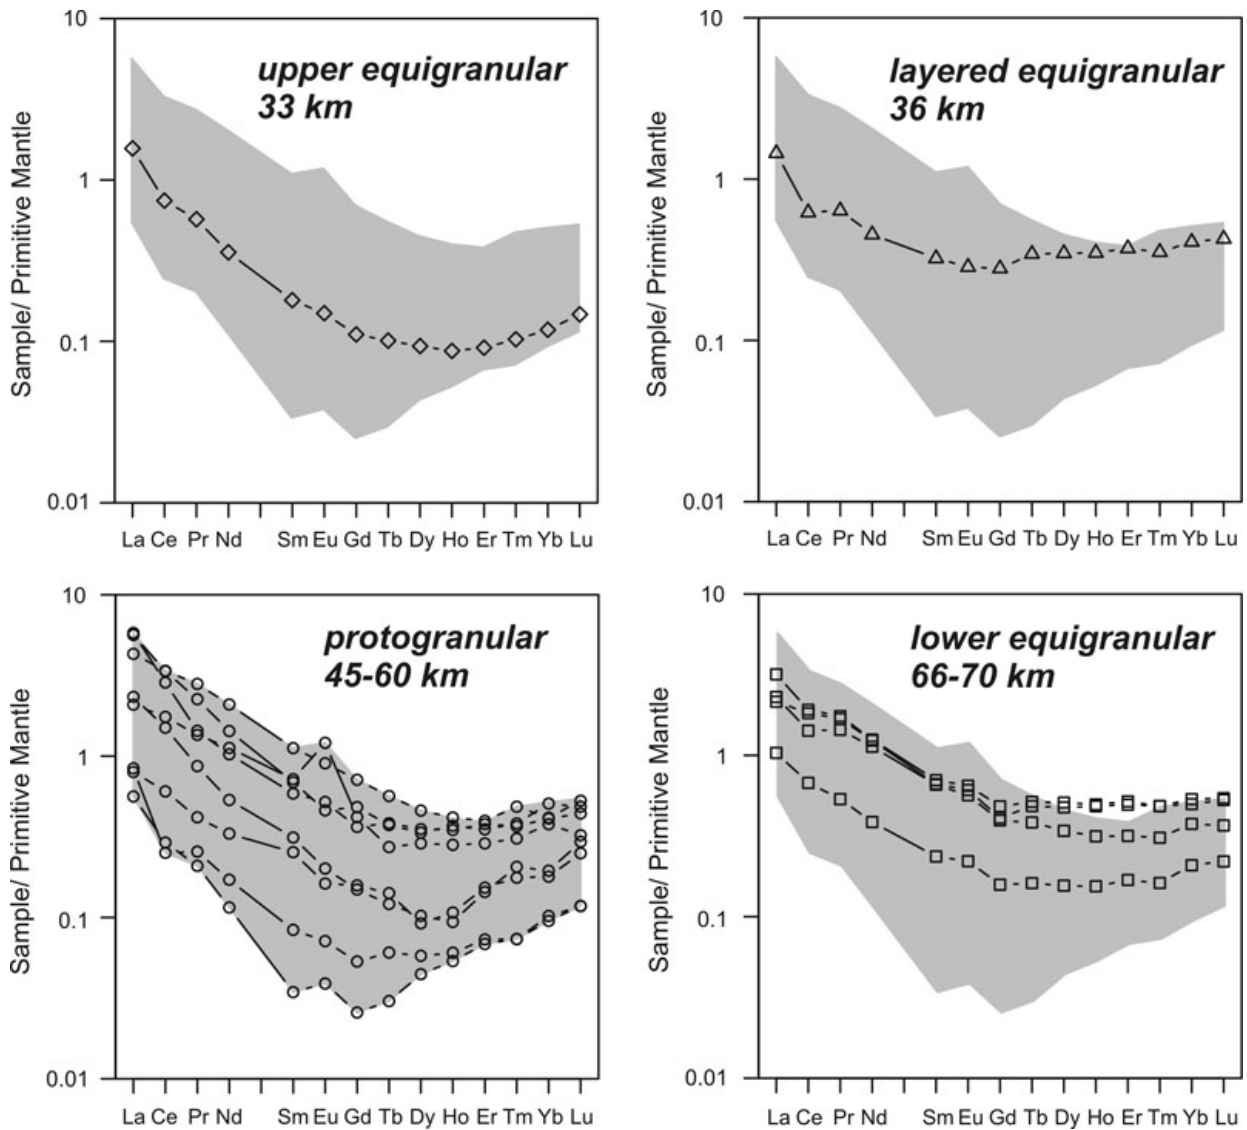 10
1
0.1
0.01
Sample/ Primitive Mantle
upper equigranular
33 km
La Ce Pr Nd Sm Eu Gd Tb Dy Ho Er Tm Yb Lu
10
1
0.1
0.01
Sample/ Primitive Mantle
layered equigranular
36 km
La Ce Pr Nd Sm Eu Gd Tb Dy Ho Er Tm Yb Lu
10
1
0.1
0.01
Sample/ Primitive Mantle
protogranular
45-60 km
La Ce Pr Nd Sm Eu Gd Tb Dy Ho Er Tm Yb Lu
10
1
0.1
0.01
Sample/ Primitive Mantle
lower equigranular
66-70 km
La Ce Pr Nd Sm Eu Gd Tb Dy Ho Er Tm Yb Lu